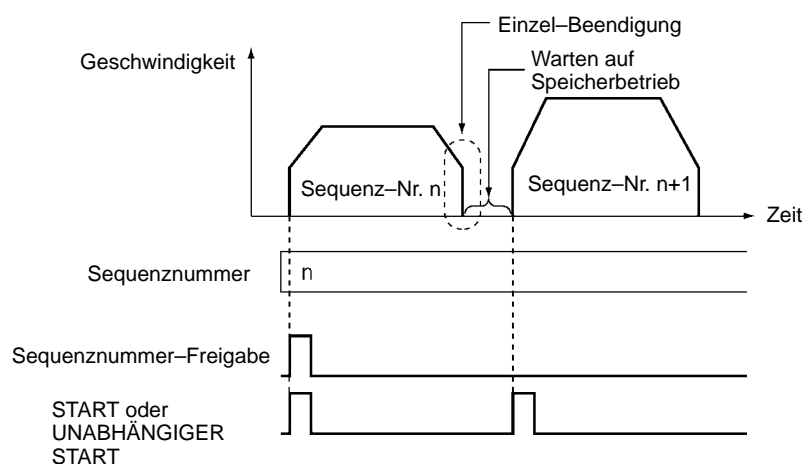 Einzel–Beendigung
Geschwindigkeit
Warten auf
Speicherbetrieb
Sequenz–Nr. n
Sequenz–Nr. n+1
Zeit
Sequenznummer
n
Sequenznummer–Freigabe
START oder
UNABHÄNGIGER
START